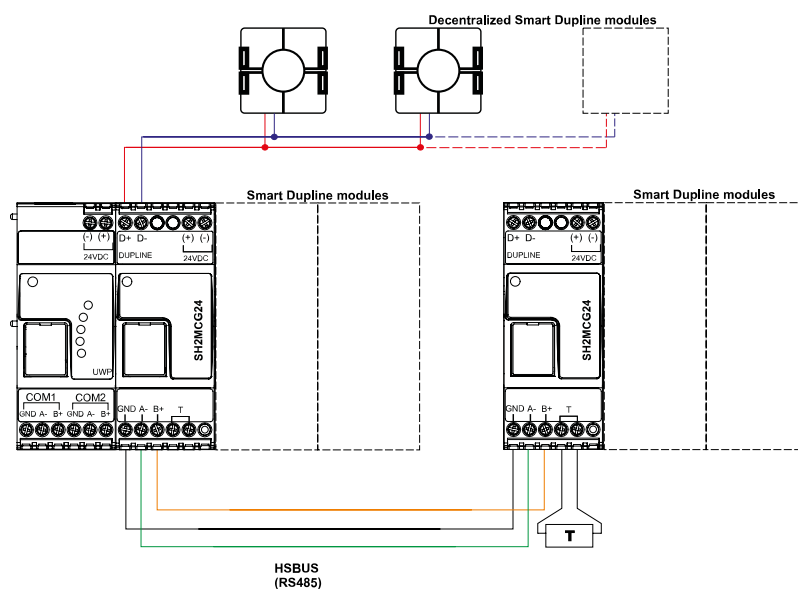 Decentralized Smart Dupline modules
Smart Dupline modules
Smart Dupline modules
(-) (+)
24VDC
D+ D-
DUPLINE
(+) (-)
24VDC
D+ D-
DUPLINE
(+) (-)
24VDC
UWP
SH2MCG24
SH2MCG24
COM1 COM2
GND A- B+ GND A- B+
GND A- B+ T
GND A- B+ T
T
HSBUS
(RS485)